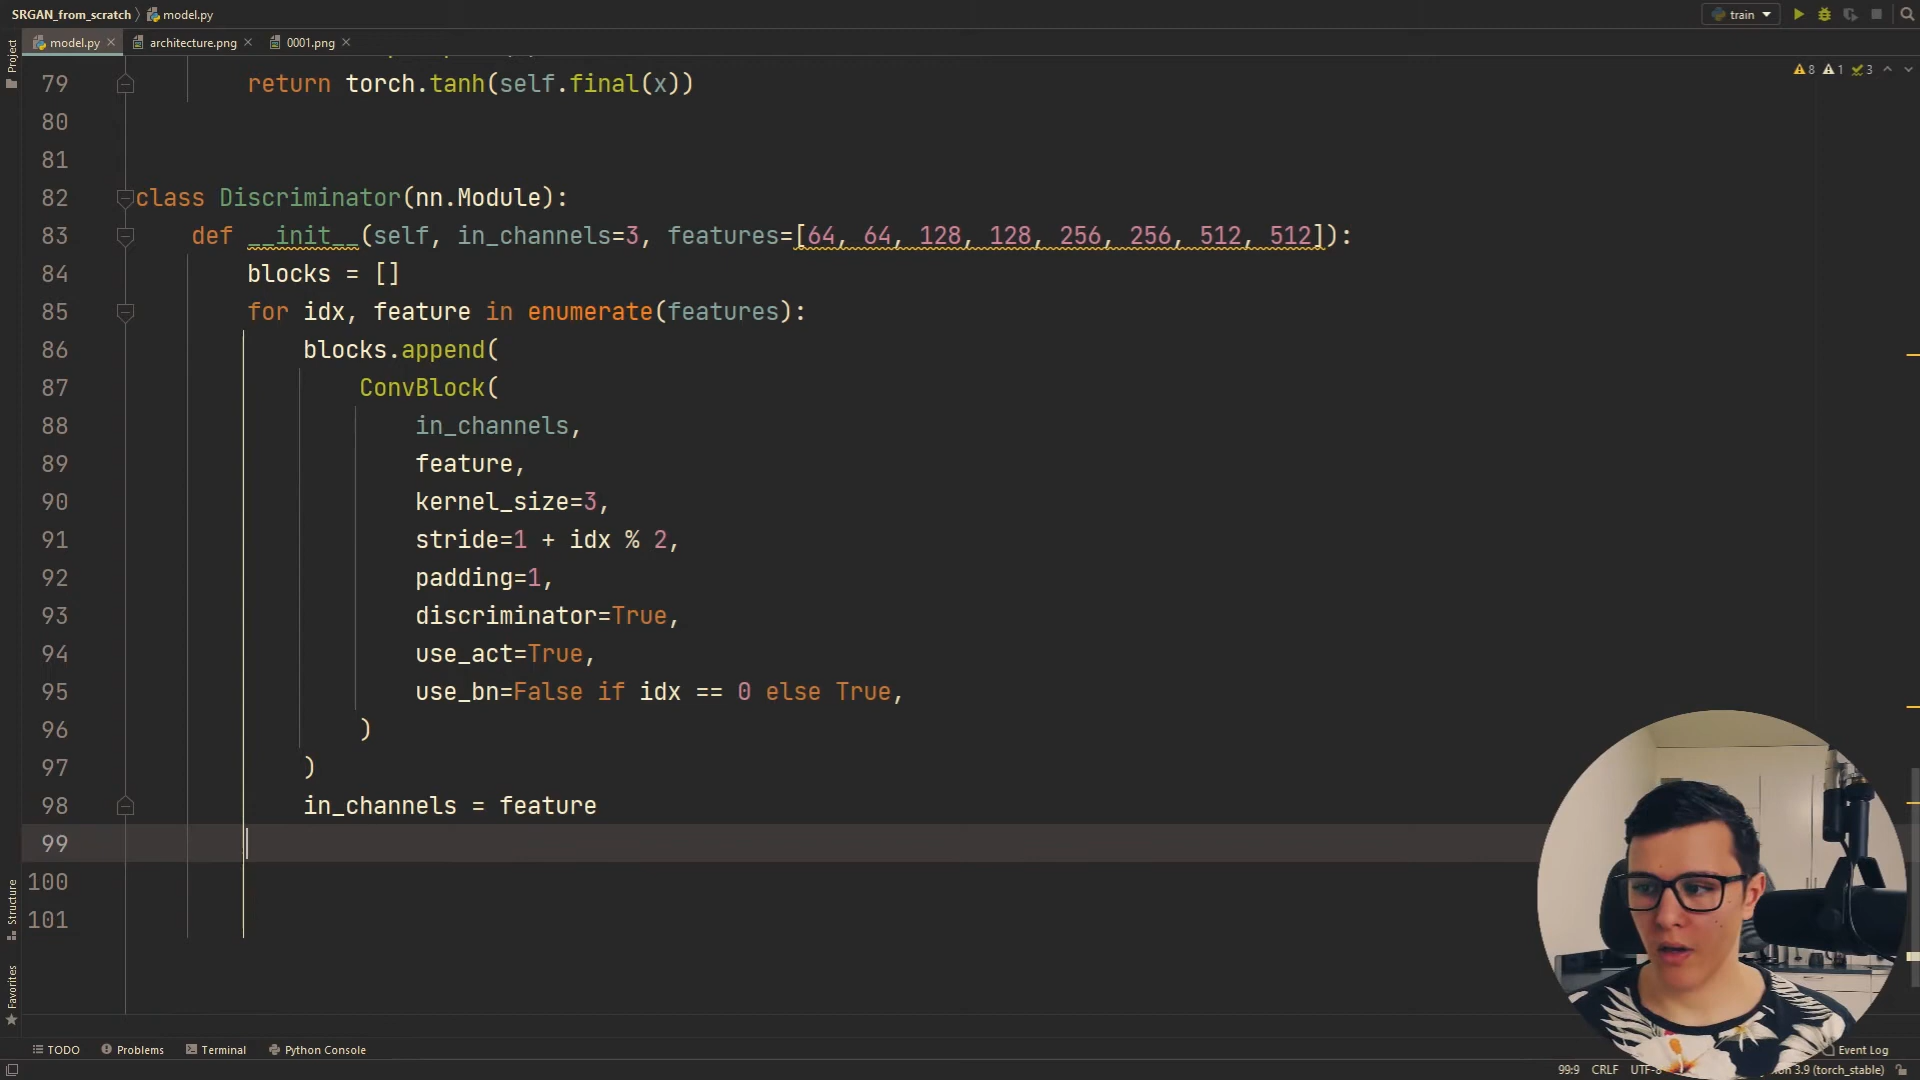 SRGAN_from_scratch
model.py
train
model.py
architecture.png
0001.png
8
1
3
Project
79 return torch.tanh(self.final(x))
80
81
82 class Discriminator(nn.Module):
83 def __init__(self, in_channels=3, features=[64, 64, 128, 128, 256, 256, 512, 512]):
84 blocks = []
85 for idx, feature in enumerate(features):
86 blocks.append(
87 ConvBlock(
88 in_channels,
89 feature,
90 kernel_size=3,
91 stride=1 + idx % 2,
92 padding=1,
93 discriminator=True,
94 use_act=True,
95 use_bn=False if idx == 0 else True,
96 )
97 )
98 in_channels = feature
99
100
101
Structure
Favorites
TODO
Problems
Terminal
Python Console
Event Log
99:9
CRLF
UTF-8
3.9 (torch_stable)